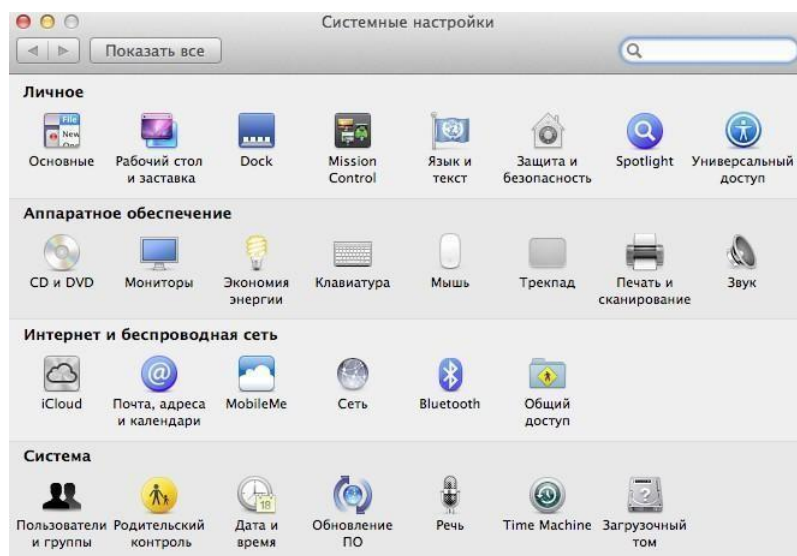 Системные настройки
Показать все
Личное
File
New
Основные
Рабочий стол
и заставка
Dock
Mission
Control
Язык и
текст
Защита и
безопасность
Spotlight
Универсальный
доступ
Аппаратное обеспечение
CD и DVD
Мониторы
Экономия
энергии
Клавиатура
Мышь
Трекпад
Печать и
сканирование
Звук
Интернет и беспроводная сеть
iCloud
Почта, адреса
и календари
MobileMe
Сеть
Bluetooth
Общий
доступ
Система
Пользователи
и группы
Родительский
контроль
18
Дата и
время
Обновление
ПО
Речь
Time Machine
?
Загрузочный
том